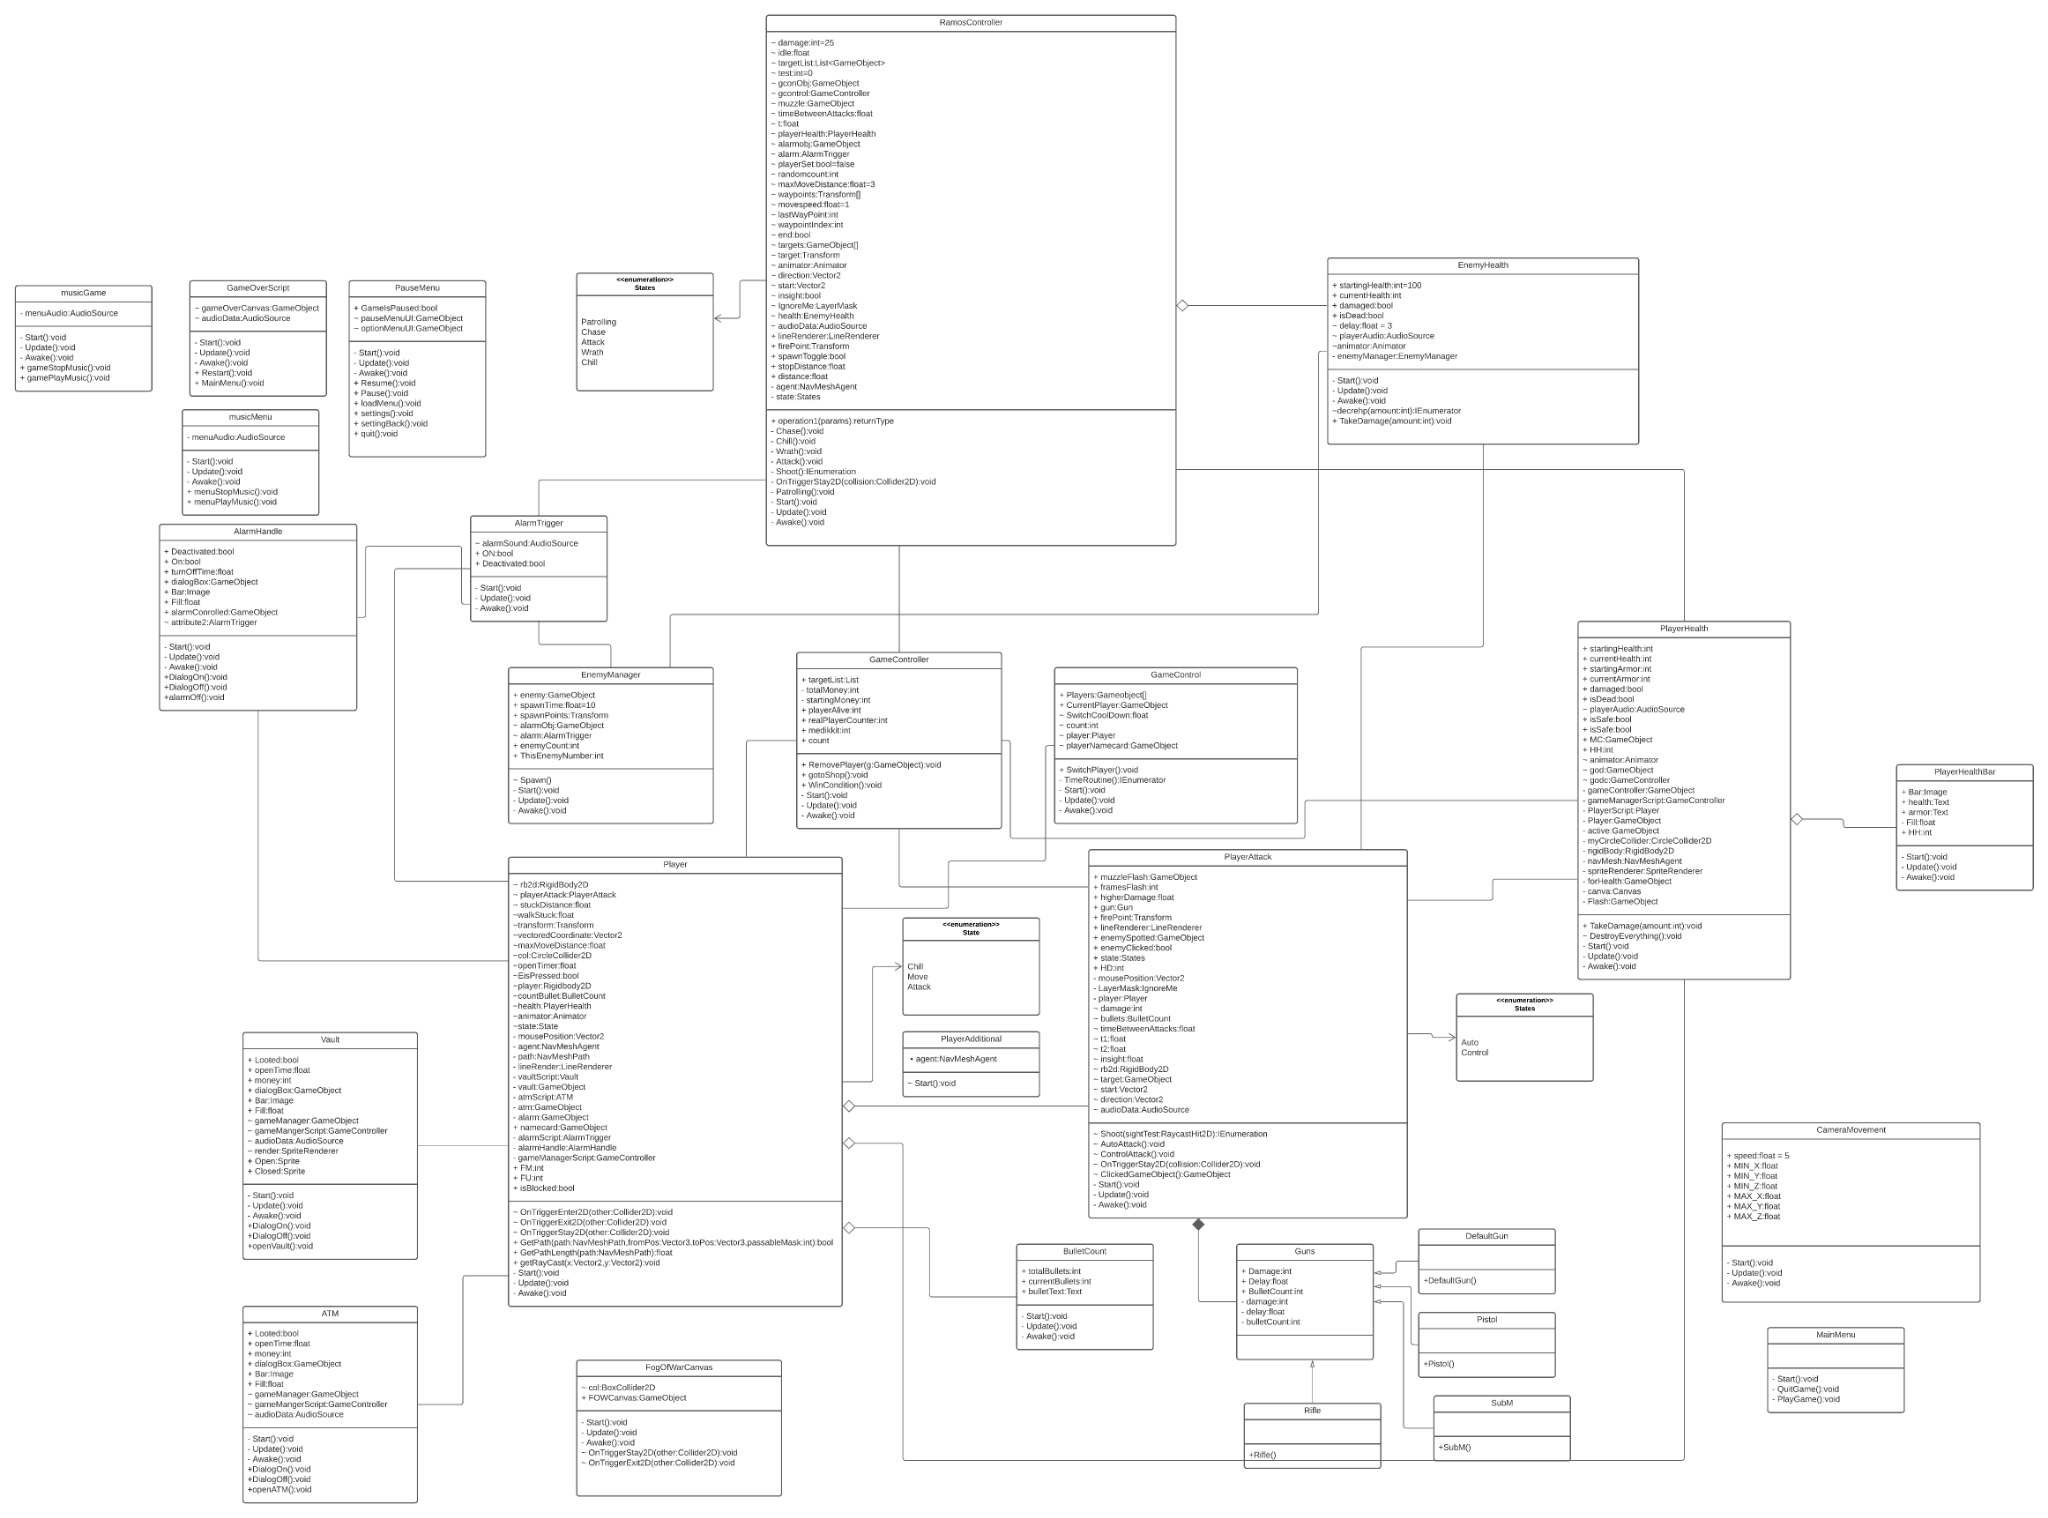 RamosController
~ damage:int=25
~ idle:float
~ targetList:List<GameObject>
~ test:int=0
~ gconObj:GameObject
~ gcontrol:GameController
~ muzzle:GameObject
~ timeBetweenAttacks:float
~ t:float
~ playerHealth:PlayerHealth
~ alarmobj:GameObject
~ alarm:AlarmTrigger
~ playerSet:bool=false
~ randomcount:int
~ maxMoveDistance:float=3
~ waypoints:Transform[]
~ movespeed:float=1
~ lastWayPoint:int
~ waypointIndex:int
~ end:bool
~ targets:GameObject[]
~ target:Transform
~ animator:Animator
~ direction:Vector2
~ start:Vector2
~ insight:bool
~ IgnoreMe:LayerMask
~ health:EnemyHealth
~ audioData:AudioSource
+ lineRenderer:LineRenderer
+ firePoint:Transform
+ spawnToggle:bool
+ stopDistance:float
+ distance:float
- agent:NavMeshAgent
- state:States
+ operation1(params):returnType
- Chase():void
- Chill():void
- Wrath():void
- Attack():void
- Shoot():IEnumeration
- OnTriggerStay2D(collision:Collider2D):void
- Patrolling():void
- Start():void
- Update():void
- Awake():void
<<enumeration>>
States
Patrolling
Chase
Attack
Wrath
Chill
EnemyHealth
+ startingHealth:int=100
+ currentHealth:int
+ damaged:bool
+ isDead:bool
~ delay:float = 3
~ playerAudio:AudioSource
~animator:Animator
- enemyManager:EnemyManager
- Start():void
- Update():void
- Awake():void
~decrehp(amount:int):IEnumerator
+ TakeDamage(amount:int):void
musicGame
- menuAudio:AudioSource
- Start():void
- Update():void
- Awake():void
+ gameStopMusic():void
+ gamePlayMusic():void
GameOverScript
~ gameOverCanvas:GameObject
~ audioData:AudioSource
- Start():void
- Update():void
- Awake():void
+ Restart():void
+ MainMenu():void
PauseMenu
+ GameIsPaused:bool
~ pauseMenuUI:GameObject
~ optionMenuUI:GameObject
- Start():void
- Update():void
- Awake():void
+ Resume():void
+ Pause():void
+ loadMenu():void
+ settings():void
+ settingBack():void
+ quit():void
musicMenu
- menuAudio:AudioSource
- Start():void
- Update():void
- Awake():void
+ menuStopMusic():void
+ menuPlayMusic():void
AlarmHandle
+ Deactivated:bool
+ On:bool
+ turnOffTime:float
+ dialogBox:GameObject
+ Bar:Image
+ Fill:float
+ alarmConrolled:GameObject
~ attribute2:AlarmTrigger
- Start():void
- Update():void
- Awake():void
+DialogOn():void
+DialogOff():void
+alarmOff():void
AlarmTrigger
~ alarmSound:AudioSource
+ ON:bool
+ Deactivated:bool
- Start():void
- Update():void
- Awake():void
EnemyManager
+ enemy:GameObject
+ spawnTime:float=10
+ spawnPoints:Transform
~ alarmObj:GameObject
~ alarm:AlarmTrigger
+ enemyCount:int
+ ThisEnemyNumber:int
~ Spawn()
- Start():void
- Update():void
- Awake():void
GameController
+ targetList:List
- totalMoney:int
- startingMoney:int
+ playerAlive:int
+ realPlayerCounter:int
+ medikkit:int
+ count
+ RemovePlayer(g:GameObject):void
+ gotoShop():void
+ WinCondition():void
- Start():void
- Update():void
- Awake():void
GameControl
+ Players:Gameobject[]
+ CurrentPlayer:GameObject
~ SwitchCoolDown:float
~ count:int
~ player:Player
~ playerNamecard:GameObject
+ SwitchPlayer():void
- TimeRoutine():IEnumerator
- Start():void
- Update():void
- Awake():void
PlayerHealth
+ startingHealth:int
+ currentHealth:int
+ startingArmor:int
+ currentArmor:int
+ damaged:bool
+ isDead:bool
~ playerAudio:AudioSource
+ isSafe:bool
+ isSafe:bool
+ MC:GameObject
+ HH:int
~ animator:Animator
~ god:GameObject
~ godc:GameController
- gameController:GameObject
- gameManagerScript:GameController
- PlayerScript:Player
- Player:GameObject
- active:GameObject
- myCircleCollider:CircleCollider2D
- rigidBody:RigidBody2D
- navMesh:NavMeshAgent
- spriteRenderer:SpriteRenderer
- forHealth:GameObject
- canva:Canvas
- Flash:GameObject
+ TakeDamage(amount:int):void
~ DestroyEverything():void
- Start():void
- Update():void
- Awake():void
PlayerHealthBar
+ Bar:Image
+ health:Text
+ armor:Text
- Fill:float
+ HH:int
- Start():void
- Update():void
- Awake():void
Player
~ rb2d:RigidBody2D
~ playerAttack:PlayerAttack
~ stuckDistance:float
~walkStuck:float
~transform:Transform
~vectoredCoordinate:Vector2
~maxMoveDistance:float
~col:CircleCollider2D
~openTimer:float
~EisPressed:bool
~player:Rigidbody2D
~countBullet:BulletCount
~health:PlayerHealth
~animator:Animator
~state:State
- mousePosition:Vector2
- agent:NavMeshAgent
- path:NavMeshPath
- lineRender:LineRenderer
- vaultScript:Vault
- vault:GameObject
- atmScript:ATM
- atm:GameObject
- alarm:GameObject
+ namecard:GameObject
- alarmScript:AlarmTrigger
- alarmHandle:AlarmHandle
- gameManagerScript:GameController
+ FM:int
+ FU:int
+ isBlocked:bool
~ OnTriggerEnter2D(other:Collider2D):void
~ OnTriggerExit2D(other:Collider2D):void
~ OnTriggerStay2D(other:Collider2D):void
+ GetPath(path:NavMeshPath,fromPos:Vector3,toPos:Vector3,passableMask:int):bool
+ GetPathLength(path:NavMeshPath):float
+ getRayCast(x:Vector2,y:Vector2):void
- Start():void
- Update():void
- Awake():void
<<enumeration>>
State
Chill
Move
Attack
PlayerAdditional
• agent:NavMeshAgent
~ Start():void
PlayerAttack
+ muzzleFlash:GameObject
+ framesFlash:int
+ higherDamage:float
+ gun:Gun
+ firePoint:Transform
+ lineRenderer:LineRenderer
+ enemySpotted:GameObject
+ enemyClicked:bool
+ state:States
+ HD:int
- mousePosition:Vector2
- LayerMask:IgnoreMe
- player:Player
~ damage:int
~ bullets:BulletCount
~ timeBetweenAttacks:float
~ t1:float
~ t2:float
~ insight:float
~ rb2d:RigidBody2D
~ target:GameObject
~ start:Vector2
~ direction:Vector2
~ audioData:AudioSource
~ Shoot(sightTest:RaycastHit2D):IEnumeration
~ AutoAttack():void
~ ControlAttack():void
~ OnTriggerStay2D(collision:Collider2D):void
~ ClickedGameObject():GameObject
- Start():void
- Update():void
- Awake():void
<<enumeration>>
States
Auto
Control
Vault
+ Looted:bool
+ openTime:float
+ money:int
+ dialogBox:GameObject
+ Bar:Image
+ Fill:float
~ gameManager:GameObject
~ gameMangerScript:GameController
~ audioData:AudioSource
~ render:SpriteRenderer
+ Open:Sprite
+ Closed:Sprite
- Start():void
- Update():void
- Awake():void
+DialogOn():void
+DialogOff():void
+openVault():void
ATM
+ Looted:bool
+ openTime:float
+ money:int
+ dialogBox:GameObject
+ Bar:Image
+ Fill:float
~ gameManager:GameObject
~ gameMangerScript:GameController
~ audioData:AudioSource
- Start():void
- Update():void
- Awake():void
+DialogOn():void
+DialogOff():void
+openATM():void
FogOfWarCanvas
~ col:BoxCollider2D
+ FOWCanvas:GameObject
- Start():void
- Update():void
- Awake():void
~ OnTriggerStay2D(other:Collider2D):void
~ OnTriggerExit2D(other:Collider2D):void
BulletCount
+ totalBullets:int
+ currentBullets:int
+ bulletText:Text
- Start():void
- Update():void
- Awake():void
Guns
+ Damage:int
+ Delay:float
+ BulletCount:int
- damage:int
- delay:float
- bulletCount:int
DefaultGun
+DefaultGun()
Pistol
+Pistol()
SubM
+SubM()
Rifle
+Rifle()
CameraMovement
+ speed:float = 5
+ MIN_X:float
+ MIN_Y:float
+ MIN_Z:float
+ MAX_X:float
+ MAX_Y:float
+ MAX_Z:float
- Start():void
- Update():void
- Awake():void
MainMenu
- Start():void
- QuitGame():void
- PlayGame():void